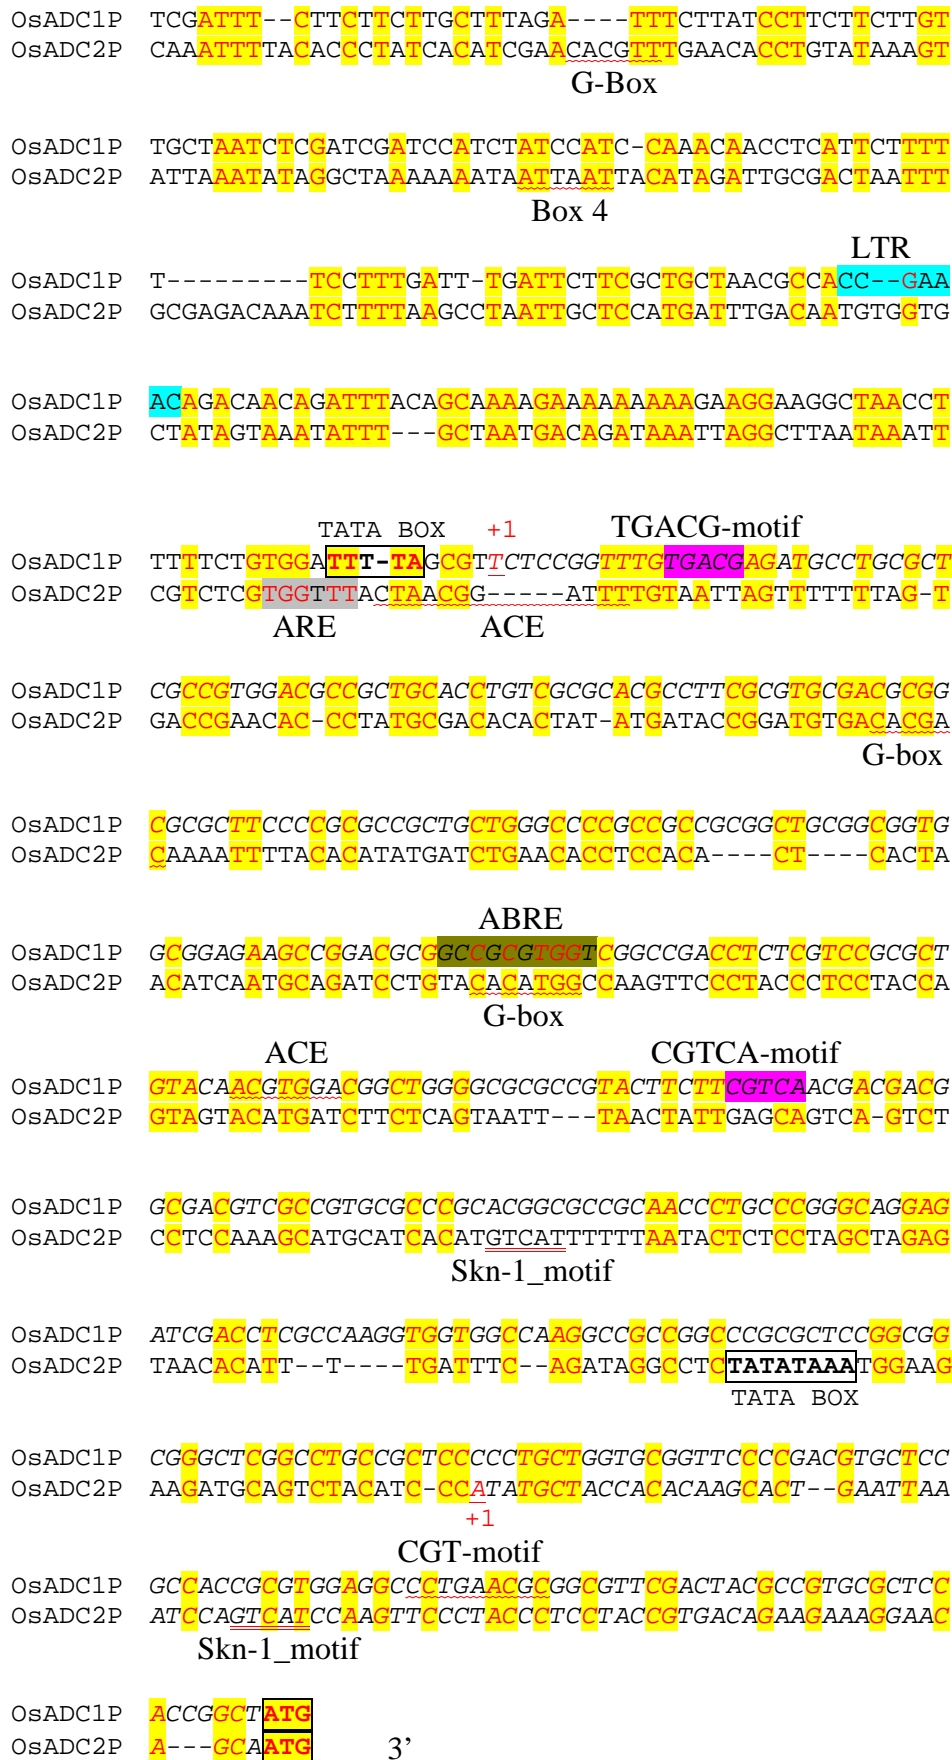 OsADC1P TCGATTT--CTTCTTCTTGCTTTAGA----TTTCTTATCCTTCTTCTTGT
OsADC2P CAAATTTTACACCCTATCACATCGAACACGTTTGAACACCTGTATAAAGT
G-Box
OsADC1P TGCTAATCTCGATCGATCCATCTATCCATC-CAAACAACCTCATTCTTTT
OsADC2P ATTAAATATAGGCTAAAAAAATAATTAATTACATAGATTGCGACTAATTT
Box 4
LTR
OsADC1P T----------TCCTTTGATT-TGATTCTTCGCTGCTAACGCCACC--GAA
OsADC2P GCGAGACAAATCTTTTAAGCCTAATTGCTCCATGATTTGACAATGTGGTG
OsADC1P ACAGACAACAGATTTACAGCAAAAGAAAAAAAAAGAAGGAAGGCTAACCT
OsADC2P CTATAGTAAATATTT---GCTAATGACAGATAAATTAGGCTTAATAAATT
TATA BOX +1 TGACG-motif
OsADC1P TTTTCTGTGGATTT-TAGCGTTCTCCGGTTTGTGACGAGATGCCTGCGCT
OsADC2P CGTCTCGTGGTTTACTAACGG-----ATTTTGTAATTAGTTTTTTTAG-T
ARE ACE
OsADC1P CGCCGTGGACGCCGCTGCACCTGTCGCGCACGCCTTCGCGTGCGACGCGG
OsADC2P GACCGAACAC-CCTATGCGACACACTAT-ATGATACCGGATGTGACACGA
G-box
OsADC1P CGCGCTTCCCCGCGCCGCTGCTGGGCCCCGCCGCCGCGGCTGCGGCGGTG
OsADC2P CAAAATTTTACACATATGATCTGAACACCTCCACA----CT----CACTA
ABRE
OsADC1P GCGGAGAAGCCGGACGCGGCCGCGTGGTCGGCCGACCTCTCGTCCGCGCT
OsADC2P ACATCAATGCAGATCCTGTACACATGGCCAAGTTCCCTACCCTCCTACCA
G-box
ACE CGTCA-motif
OsADC1P GTACAACGTGGACGGCTGGGGCGCGCCGTACTTCTTCGTCAACGACGACG
OsADC2P GTAGTACATGATCTTCTCAGTAATT---TAACTATTGAGCAGTCA-GTCT
OsADC1P GCGACGTCGCCGTGCGCCCGCACGGCGCCGCAACCCTGCCCGGGCAGGAG
OsADC2P CCTCCAAAGCATGCATCACATGTCATTTTTTAATACTCTCCTAGCTAGAG
Skn-1_motif
OsADC1P ATCGACCTCGCCAAGGTGGTGGCCAAGGCCGCCGGCCCGCGCTCCGGCGG
OsADC2P TAACACATT--T----TGATTTC--AGATAGGCCTCTATATAAATGGAAG
TATA BOX
OsADC1P CGGGCTCGGCCTGCCGCTCCCCCTGCTGGTGCGGTTCCCCGACGTGCTCC
OsADC2P AAGATGCAGTCTACATC-CCATATGCTACCACACAAGCACT--GAATTAA
+1
CGT-motif
OsADC1P GCCACCGCGTGGAGGCCCTGAACGCGGCGTTCGACTACGCCGTGCGCTCC
OsADC2P ATCCAGTCATCCAAGTTCCCTACCCTCCTACCGTGACAGAAGAAAGGAAC
Skn-1_motif
OsADC1P ACCGGCTATG
OsADC2P A---GCAATG 3’